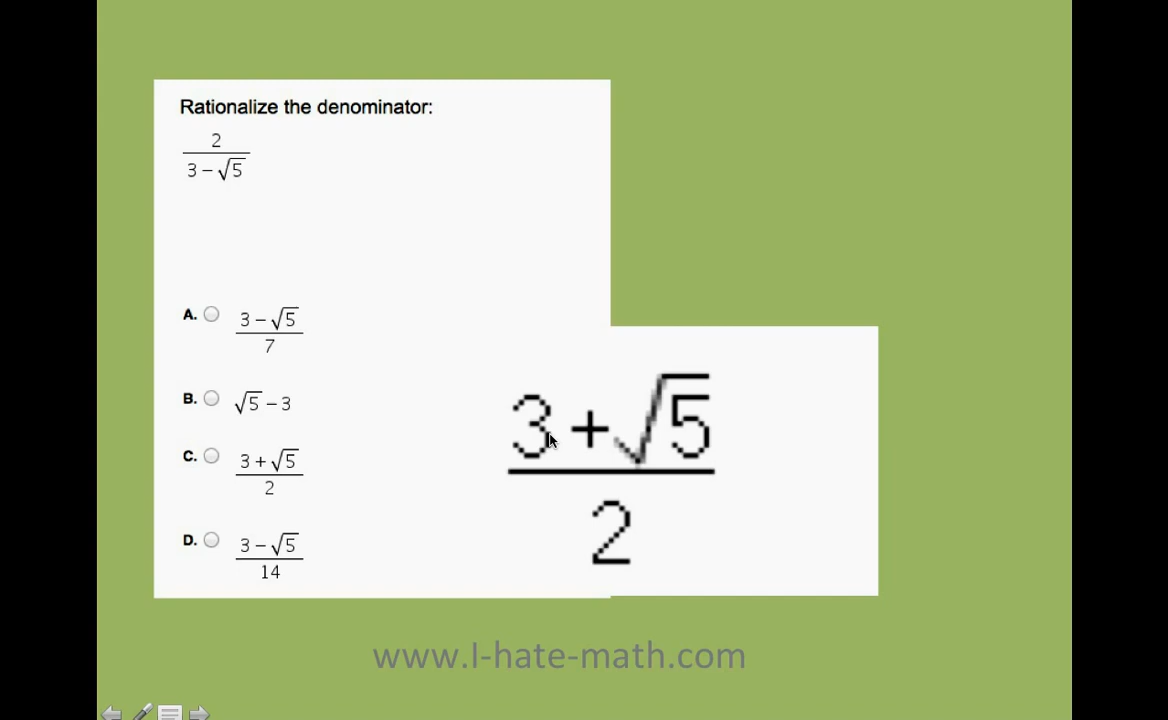 Rationalize the denominator:
2
3 − √5
A. 3 − √5
7
B. √5 − 3
C. 3 + √5
2
D. 3 − √5
14
3 + √5
2
www.I-hate-math.com